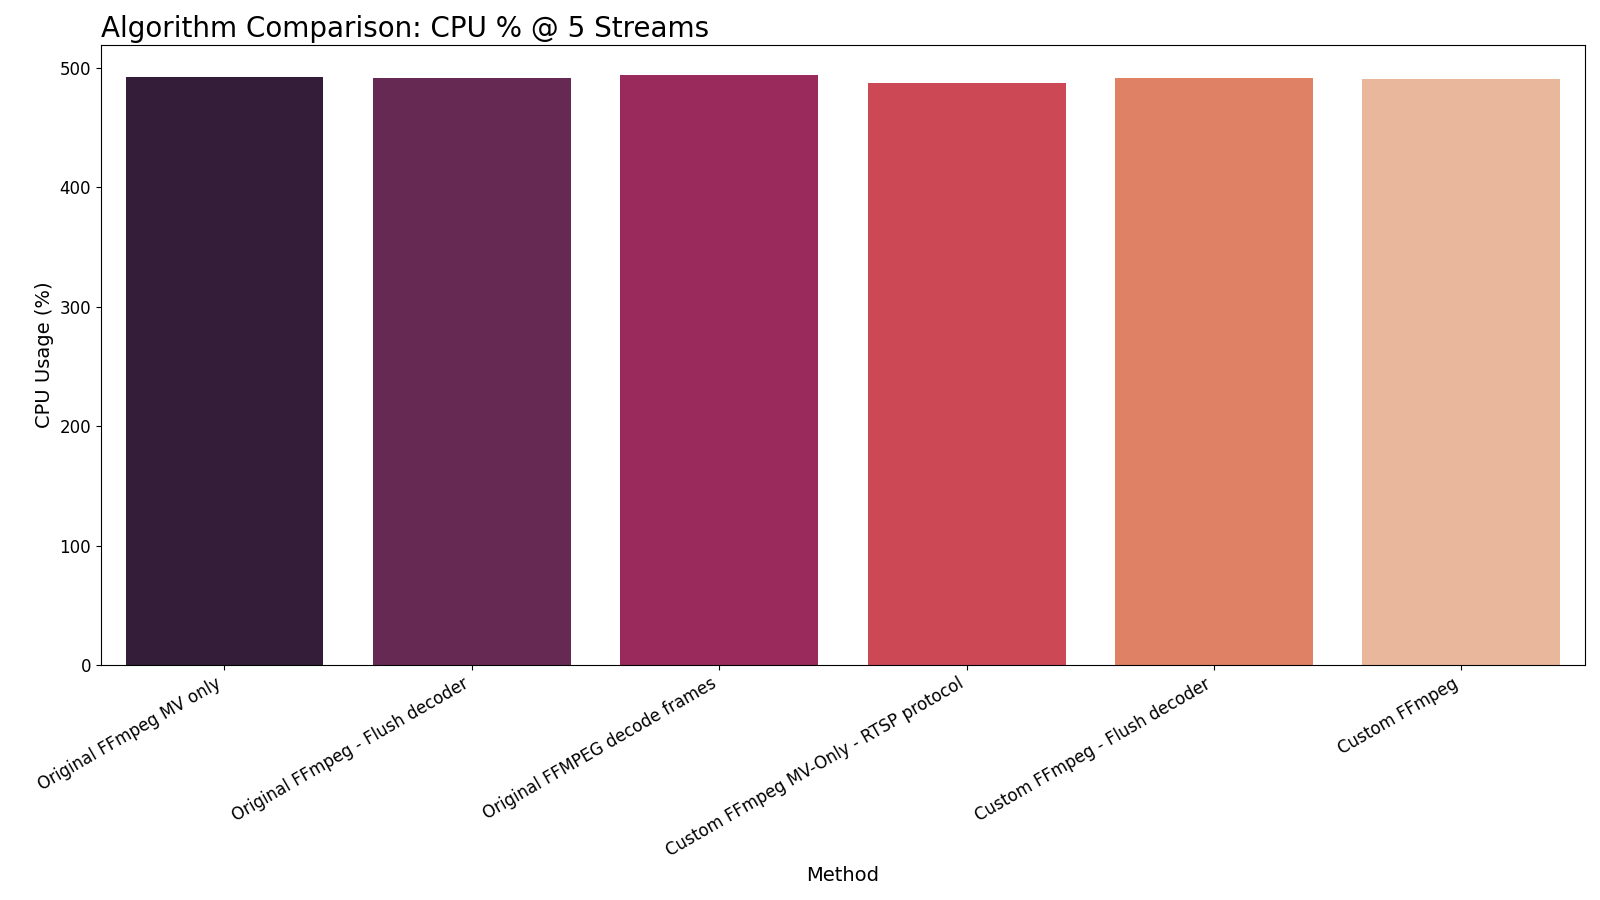 Algorithm Comparison: CPU % @ 5 Streams
CPU Usage (%)
500
400
300
200
100
0
Original FFmpeg MV only
Original FFmpeg - Flush decoder
Original FFMPEG decode frames
Custom FFmpeg MV-Only - RTSP protocol
Custom FFmpeg - Flush decoder
Custom FFmpeg
Method